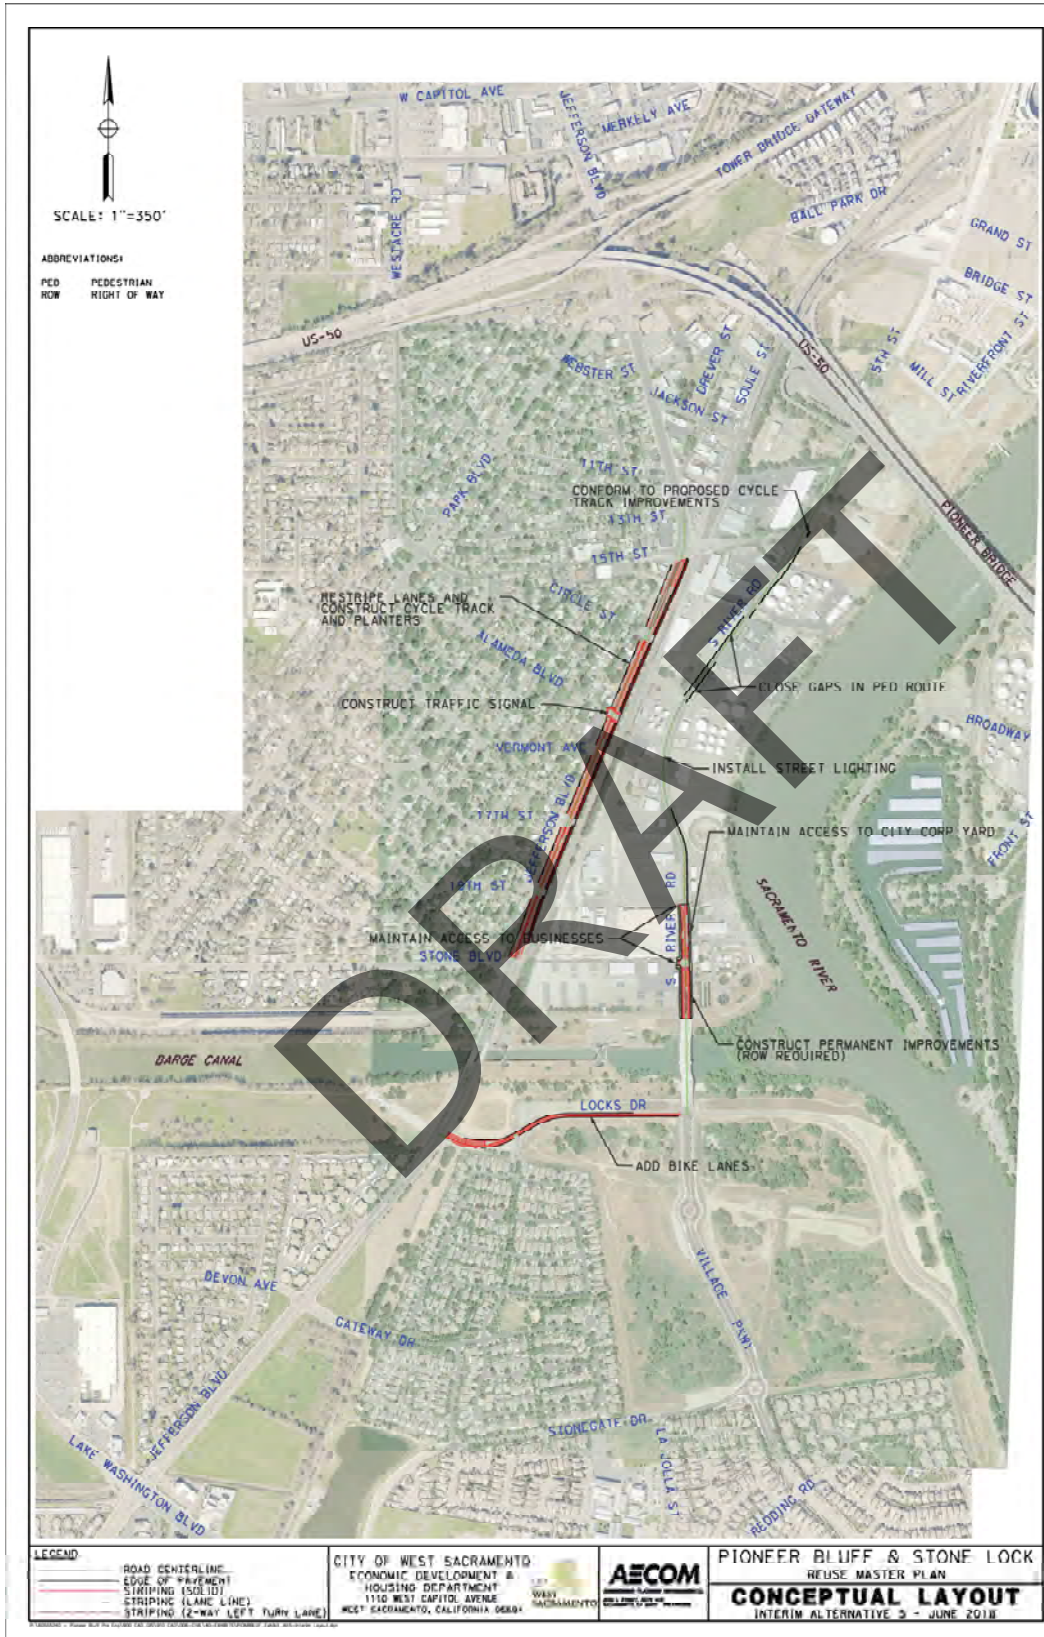 SCALE: 1"=350'
ABBREVIATIONS:
PED PEDESTRIAN
ROW RIGHT OF WAY
W CAPITOL AVE
JEFFERSON BLVD
MERKELY AVE
TOWER BRIDGE GATEWAY
WESTACRE RD
BALL PARK DR
GRAND ST
BRIDGE ST
RIVERFRONT ST
MILL ST
5TH ST
US-50
US-50
WEBSTER ST
DREVER ST
SOULE ST
JACKSON ST
PARK BLVD
11TH ST
CONFORM TO PROPOSED CYCLE
TRACK IMPROVEMENTS
13TH ST
PIONEER BRIDGE
15TH ST
CIRCLE ST
S RIVER RD
RESTRIPE LANES AND
CONSTRUCT CYCLE TRACK
AND PLANTERS
ALAMEDA BLVD
CLOSE GAPS IN PED ROUTE
CONSTRUCT TRAFFIC SIGNAL
BROADWAY
VERMONT AVE
INSTALL STREET LIGHTING
JEFFERSON BLVD
17TH ST
MAINTAIN ACCESS TO CITY CORP YARD
FRONT ST
19TH ST
S RIVER RD
SACRAMENTO RIVER
MAINTAIN ACCESS TO BUSINESSES
STONE BLVD
CONSTRUCT PERMANENT IMPROVEMENTS
(ROW REQUIRED)
BARGE CANAL
LOCKS DR
ADD BIKE LANES
DRAFT
DEVON AVE
GATEWAY DR
VILLAGE PKWY
JEFFERSON BLVD
STONEGATE DR
LA JOLLA ST
LAKE WASHINGTON BLVD
REDDING RD
LEGEND
ROAD CENTERLINE
EDGE OF PAVEMENT
STRIPING (SOLID)
STRIPING (LANE LINE)
STRIPING (2-WAY LEFT TURN LANE)
CITY OF WEST SACRAMENTO
ECONOMIC DEVELOPMENT &
HOUSING DEPARTMENT
1110 WEST CAPITOL AVENUE
WEST SACRAMENTO, CALIFORNIA
WEST
SACRAMENTO
AECOM
PIONEER BLUFF & STONE LOCK
REUSE MASTER PLAN
CONCEPTUAL LAYOUT
INTERIM ALTERNATIVE 5 - JUNE 2018